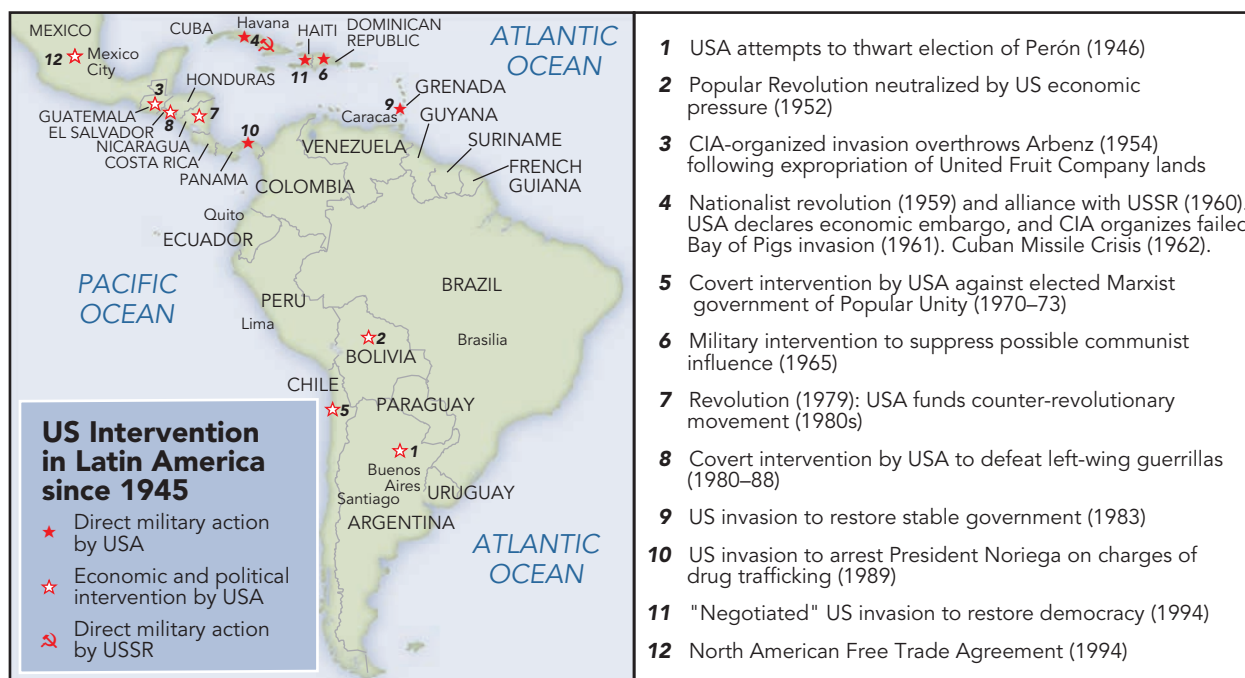 MEXICO
12
Mexico
City
CUBA
Havana
4
HAITI
DOMINICAN
REPUBLIC
11
6
ATLANTIC
OCEAN
HONDURAS
3
GUATEMALA
EL SALVADOR
8
7
NICARAGUA
COSTA RICA
PANAMA
10
9
GRENADA
Caracas
GUYANA
VENEZUELA
SURINAME
FRENCH
GUIANA
COLOMBIA
Quito
ECUADOR
PACIFIC
OCEAN
PERU
Lima
BRAZIL
Brasilia
2
BOLIVIA
CHILE
PARAGUAY
5
1
Buenos
Aires
Santiago
URUGUAY
ARGENTINA
ATLANTIC
OCEAN
US Intervention
in Latin America
since 1945
Direct military action
by USA
Economic and political
intervention by USA
Direct military action
by USSR
1 USA attempts to thwart election of Perón (1946)
2 Popular Revolution neutralized by US economic
pressure (1952)
3 CIA-organized invasion overthrows Arbenz (1954)
following expropriation of United Fruit Company lands
4 Nationalist revolution (1959) and alliance with USSR (1960).
USA declares economic embargo, and CIA organizes failed
Bay of Pigs invasion (1961). Cuban Missile Crisis (1962).
5 Covert intervention by USA against elected Marxist
government of Popular Unity (1970–73)
6 Military intervention to suppress possible communist
influence (1965)
7 Revolution (1979): USA funds counter-revolutionary
movement (1980s)
8 Covert intervention by USA to defeat left-wing guerrillas
(1980–88)
9 US invasion to restore stable government (1983)
10 US invasion to arrest President Noriega on charges of
drug trafficking (1989)
11 "Negotiated" US invasion to restore democracy (1994)
12 North American Free Trade Agreement (1994)